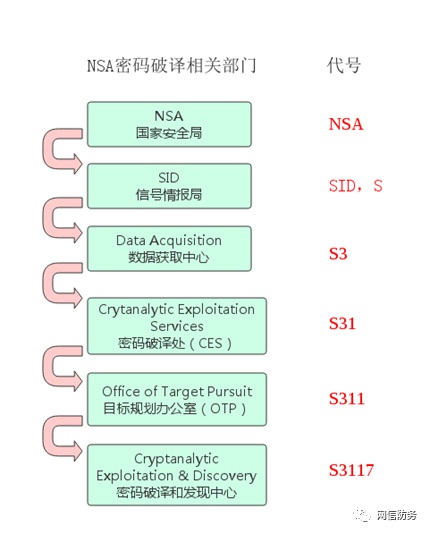 NSA密码破译相关部门 代号
NSA
国家安全局
NSA
SID
信号情报局
SID, S
Data Acquisition
数据获取中心
S3
Crytanalytic Exploitation
Services
密码破译处(CES)
S31
Office of Target Pursuit
目标规划办公室(OTP)
S311
Cryptanalytic
Exploitation & Discovery
密码破译和发现中心
S3117
网信防务